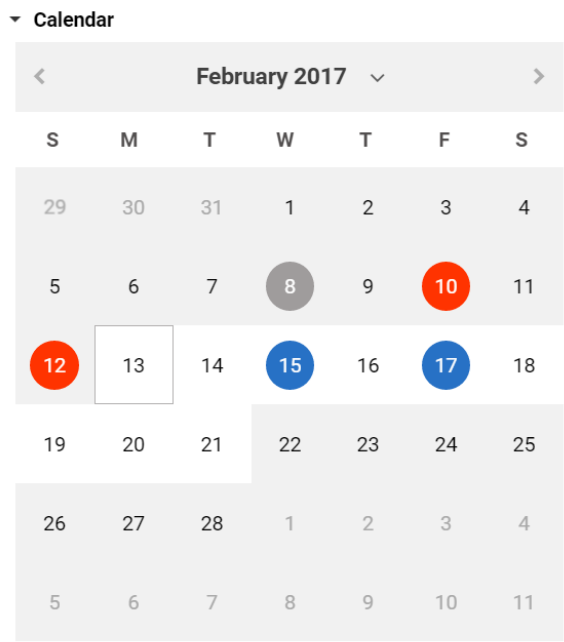 Calendar
February 2017
S M T W T F S
29 30 31 1 2 3 4
5 6 7 8 9 10 11
12 13 14 15 16 17 18
19 20 21 22 23 24 25
26 27 28 1 2 3 4
5 6 7 8 9 10 11